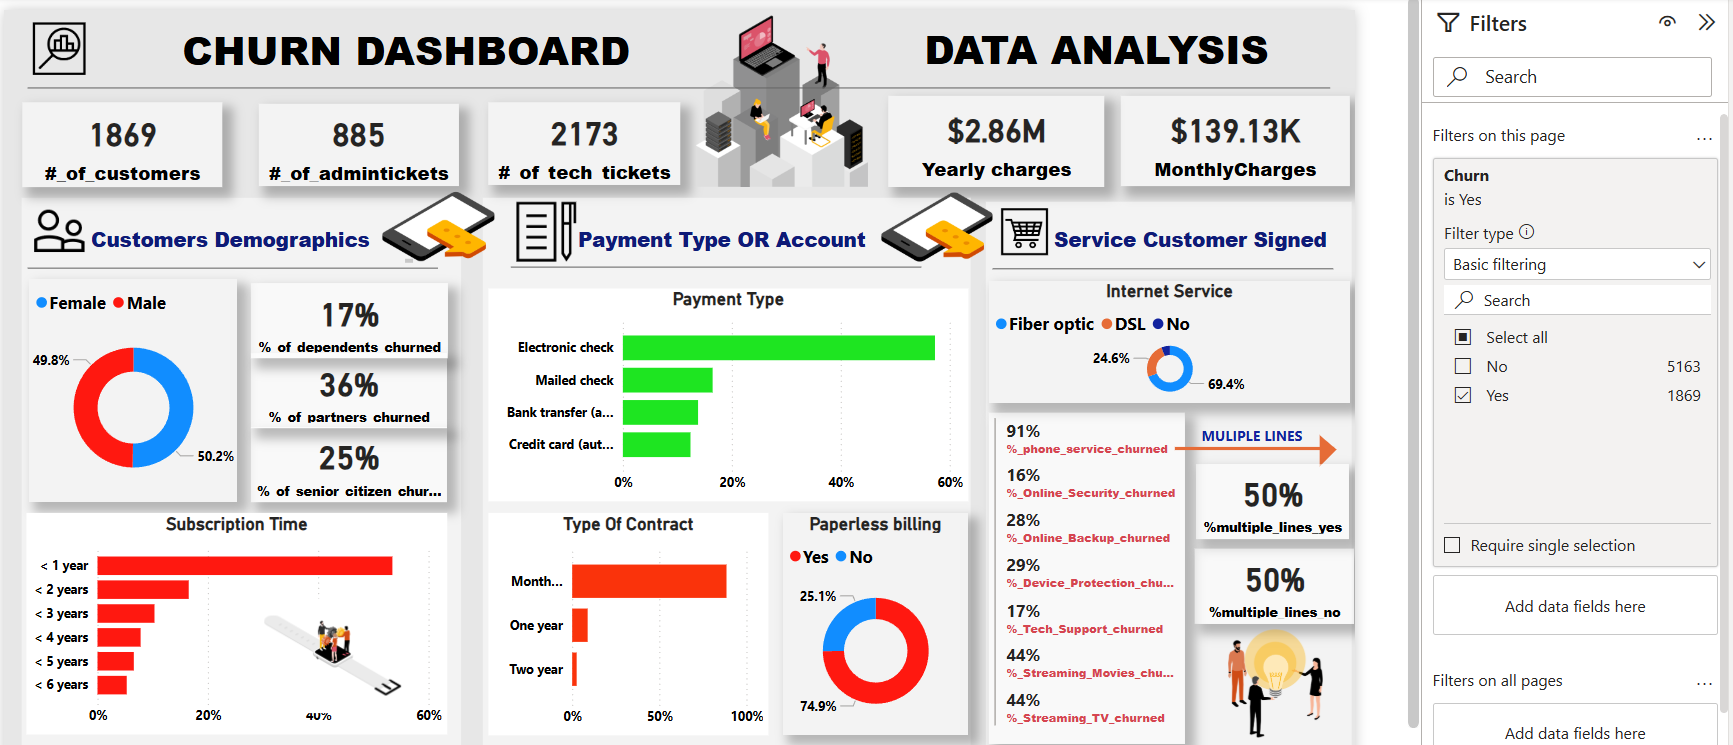 CHURN DASHBOARD
DATA ANALYSIS
1869
#_of_customers
885
#_of_admintickets
2173
# of tech tickets
$2.86M
Yearly charges
$139.13K
MonthlyCharges
Customers Demographics
Female Male
49.8%
50.2%
17%
% of dependents churned
36%
% of partners churned
25%
% of senior citizen chur...
Subscription Time
< 1 year
< 2 years
< 3 years
< 4 years
< 5 years
< 6 years
0% 20% 40% 60%
Payment Type OR Account
Payment Type
Electronic check
Mailed check
Bank transfer (a...
Credit card (aut...
0% 20% 40% 60%
Type Of Contract
Month...
One year
Two year
0% 50% 100%
Paperless billing
Yes No
25.1%
74.9%
Service Customer Signed
Internet Service
Fiber optic DSL No
24.6%
69.4%
91%
%_phone_service_churned
16%
%_Online_Security_churned
28%
%_Online_Backup_churned
29%
%_Device_Protection_chu...
17%
%_Tech_Support_churned
44%
%_Streaming_Movies_chu...
44%
%_Streaming_TV_churned
MULIPLE LINES
50%
%multiple_lines_yes
50%
%multiple_lines_no
Filters
Search
Filters on this page
...
Churn
is Yes
Filter type
Basic filtering
Search
Select all
No 5163
Yes 1869
Require single selection
Add data fields here
Filters on all pages
...
Add data fields here